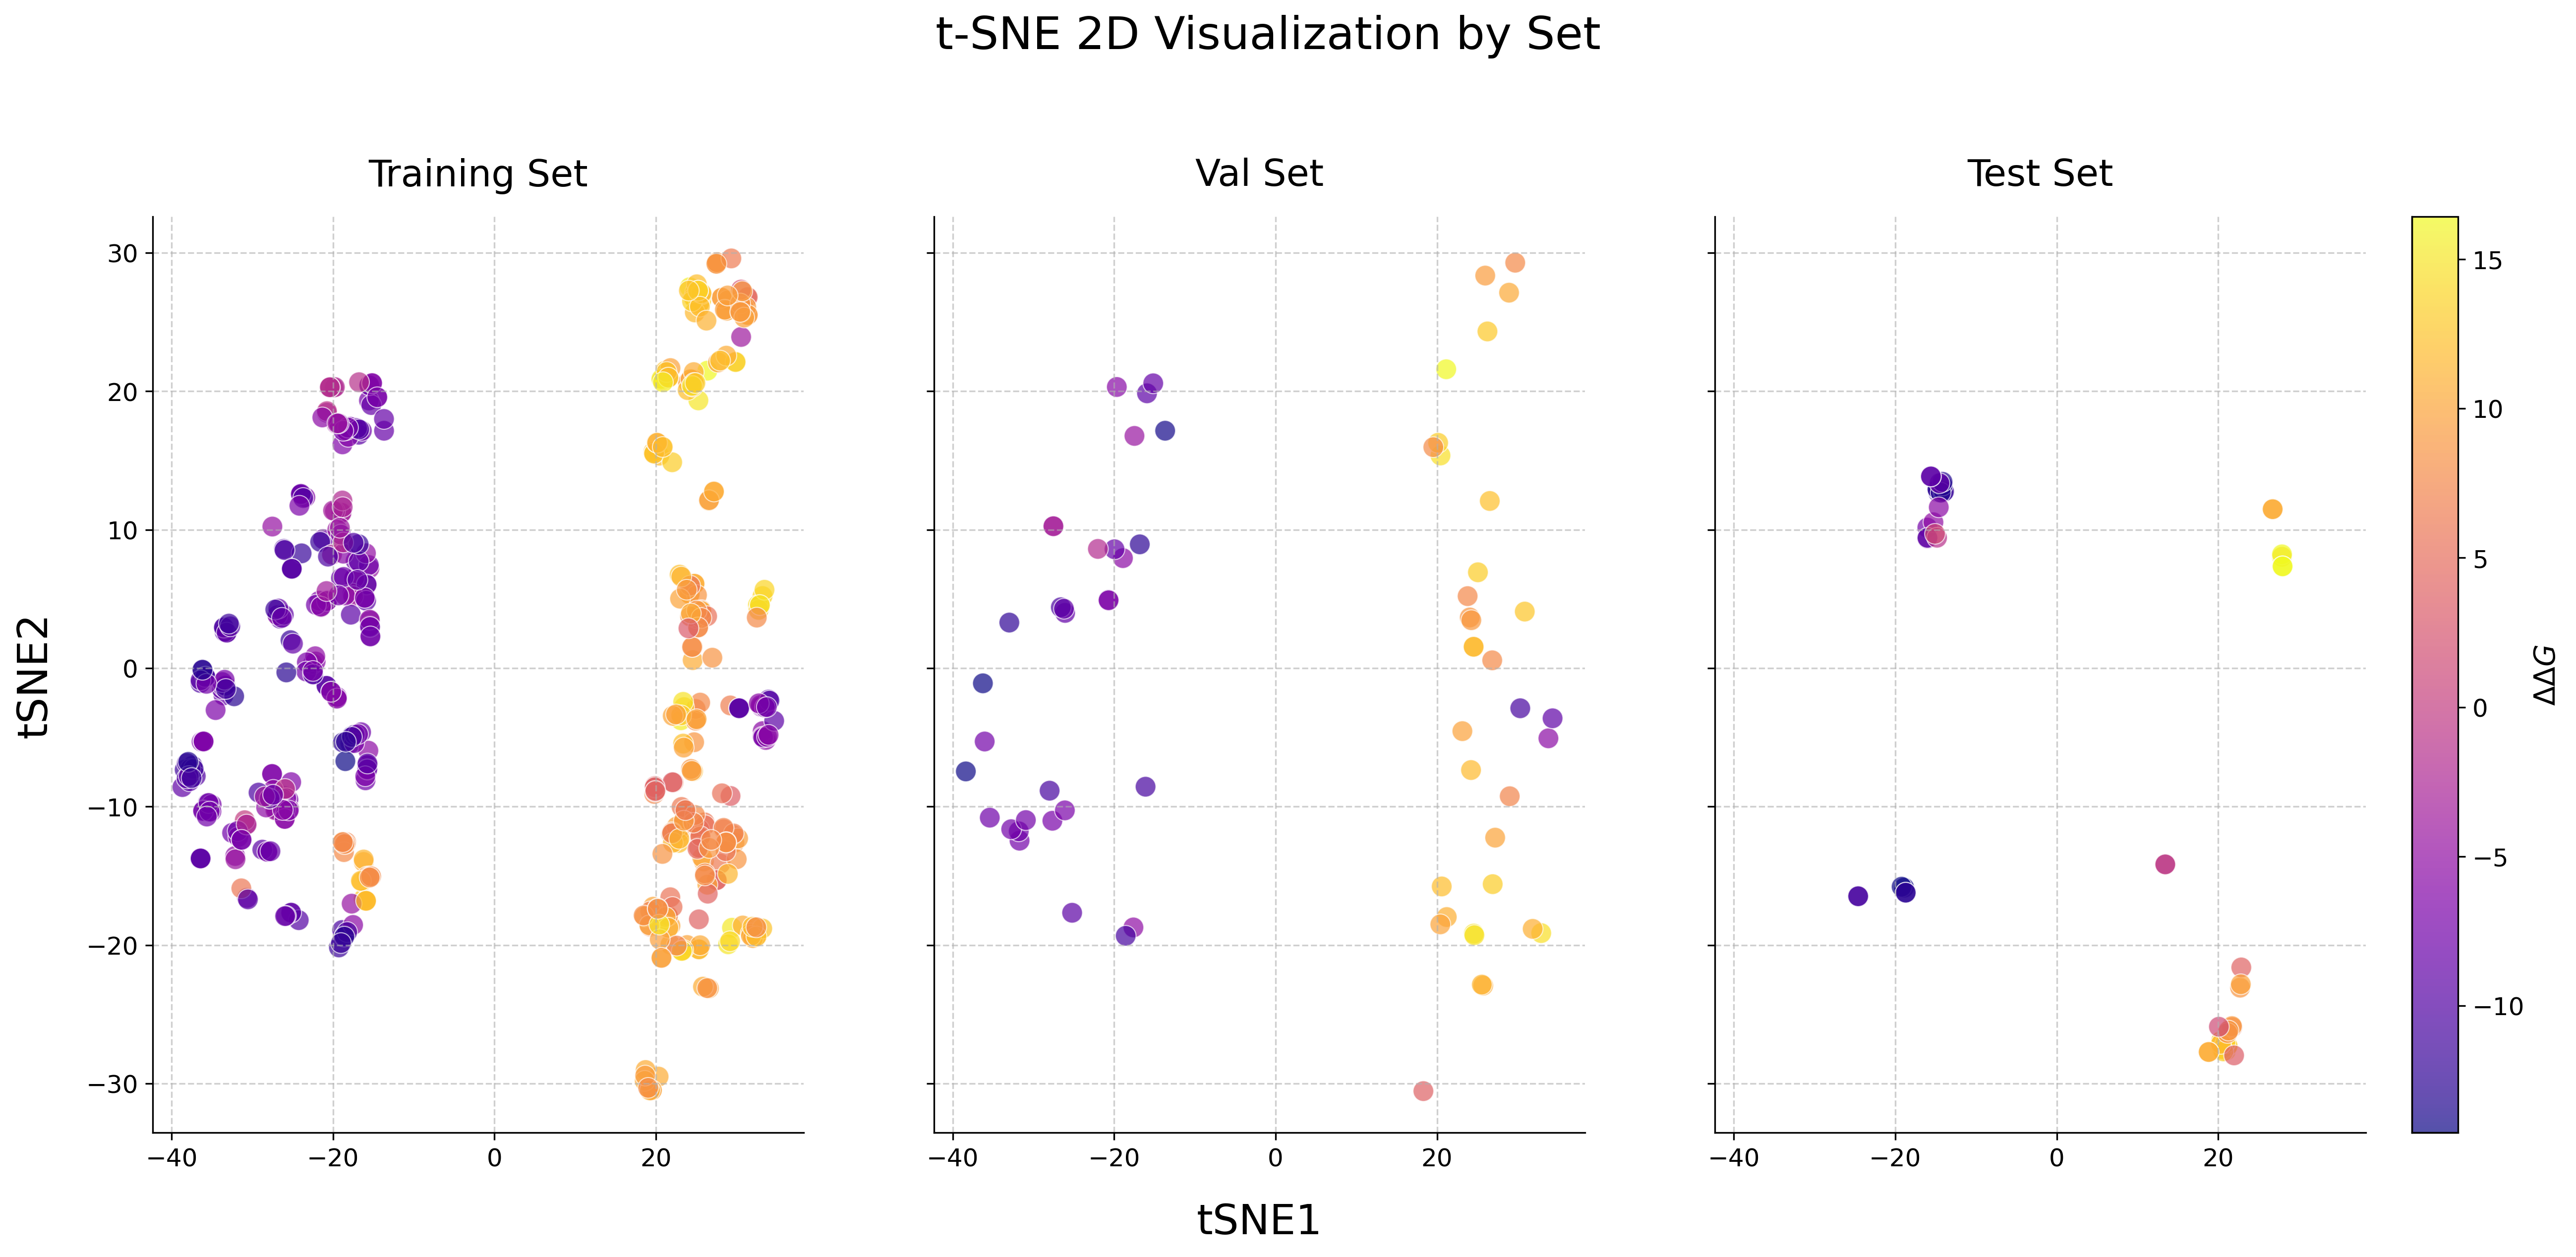 t-SNE 2D Visualization by Set
Training Set
Val Set
Test Set
tSNE2
30
20
10
0
−10
−20
−30
−40 −20 0 20
−40 −20 0 20
−40 −20 0 20
tSNE1
15
10
5
0
−5
−10
ΔΔG